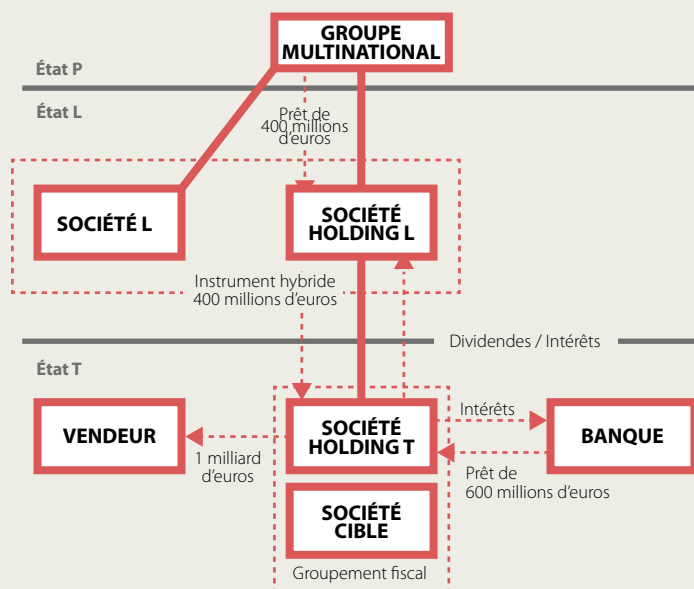 GROUPE
MULTINATIONAL
État P
État L
Prêt de
400 millions
d'euros
SOCIÉTÉ L
SOCIÉTÉ
HOLDING L
Instrument hybride
400 millions d'euros
Dividendes / Intérêts
État T
VENDEUR
1 milliard
d'euros
SOCIÉTÉ
HOLDING T
Intérêts
BANQUE
Prêt de
600 millions d'euros
SOCIÉTÉ
CIBLE
Groupement fiscal